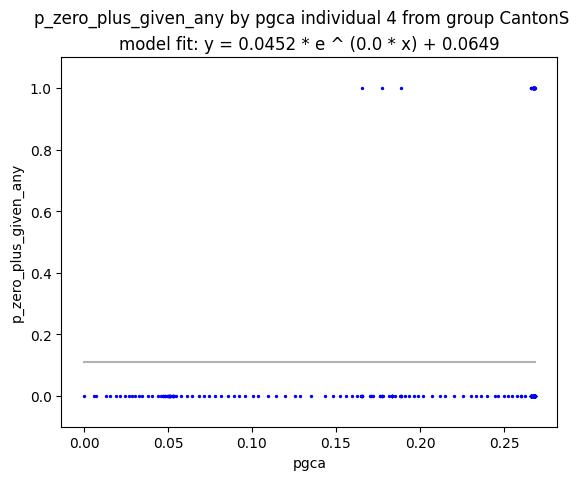 p_zero_plus_given_any by pgca individual 4 from group CantonS
model fit: y = 0.0452 * e ^ (0.0 * x) + 0.0649
1.0
0.8
0.6
0.4
0.2
0.0
p_zero_plus_given_any
0.00 0.05 0.10 0.15 0.20 0.25
pgca